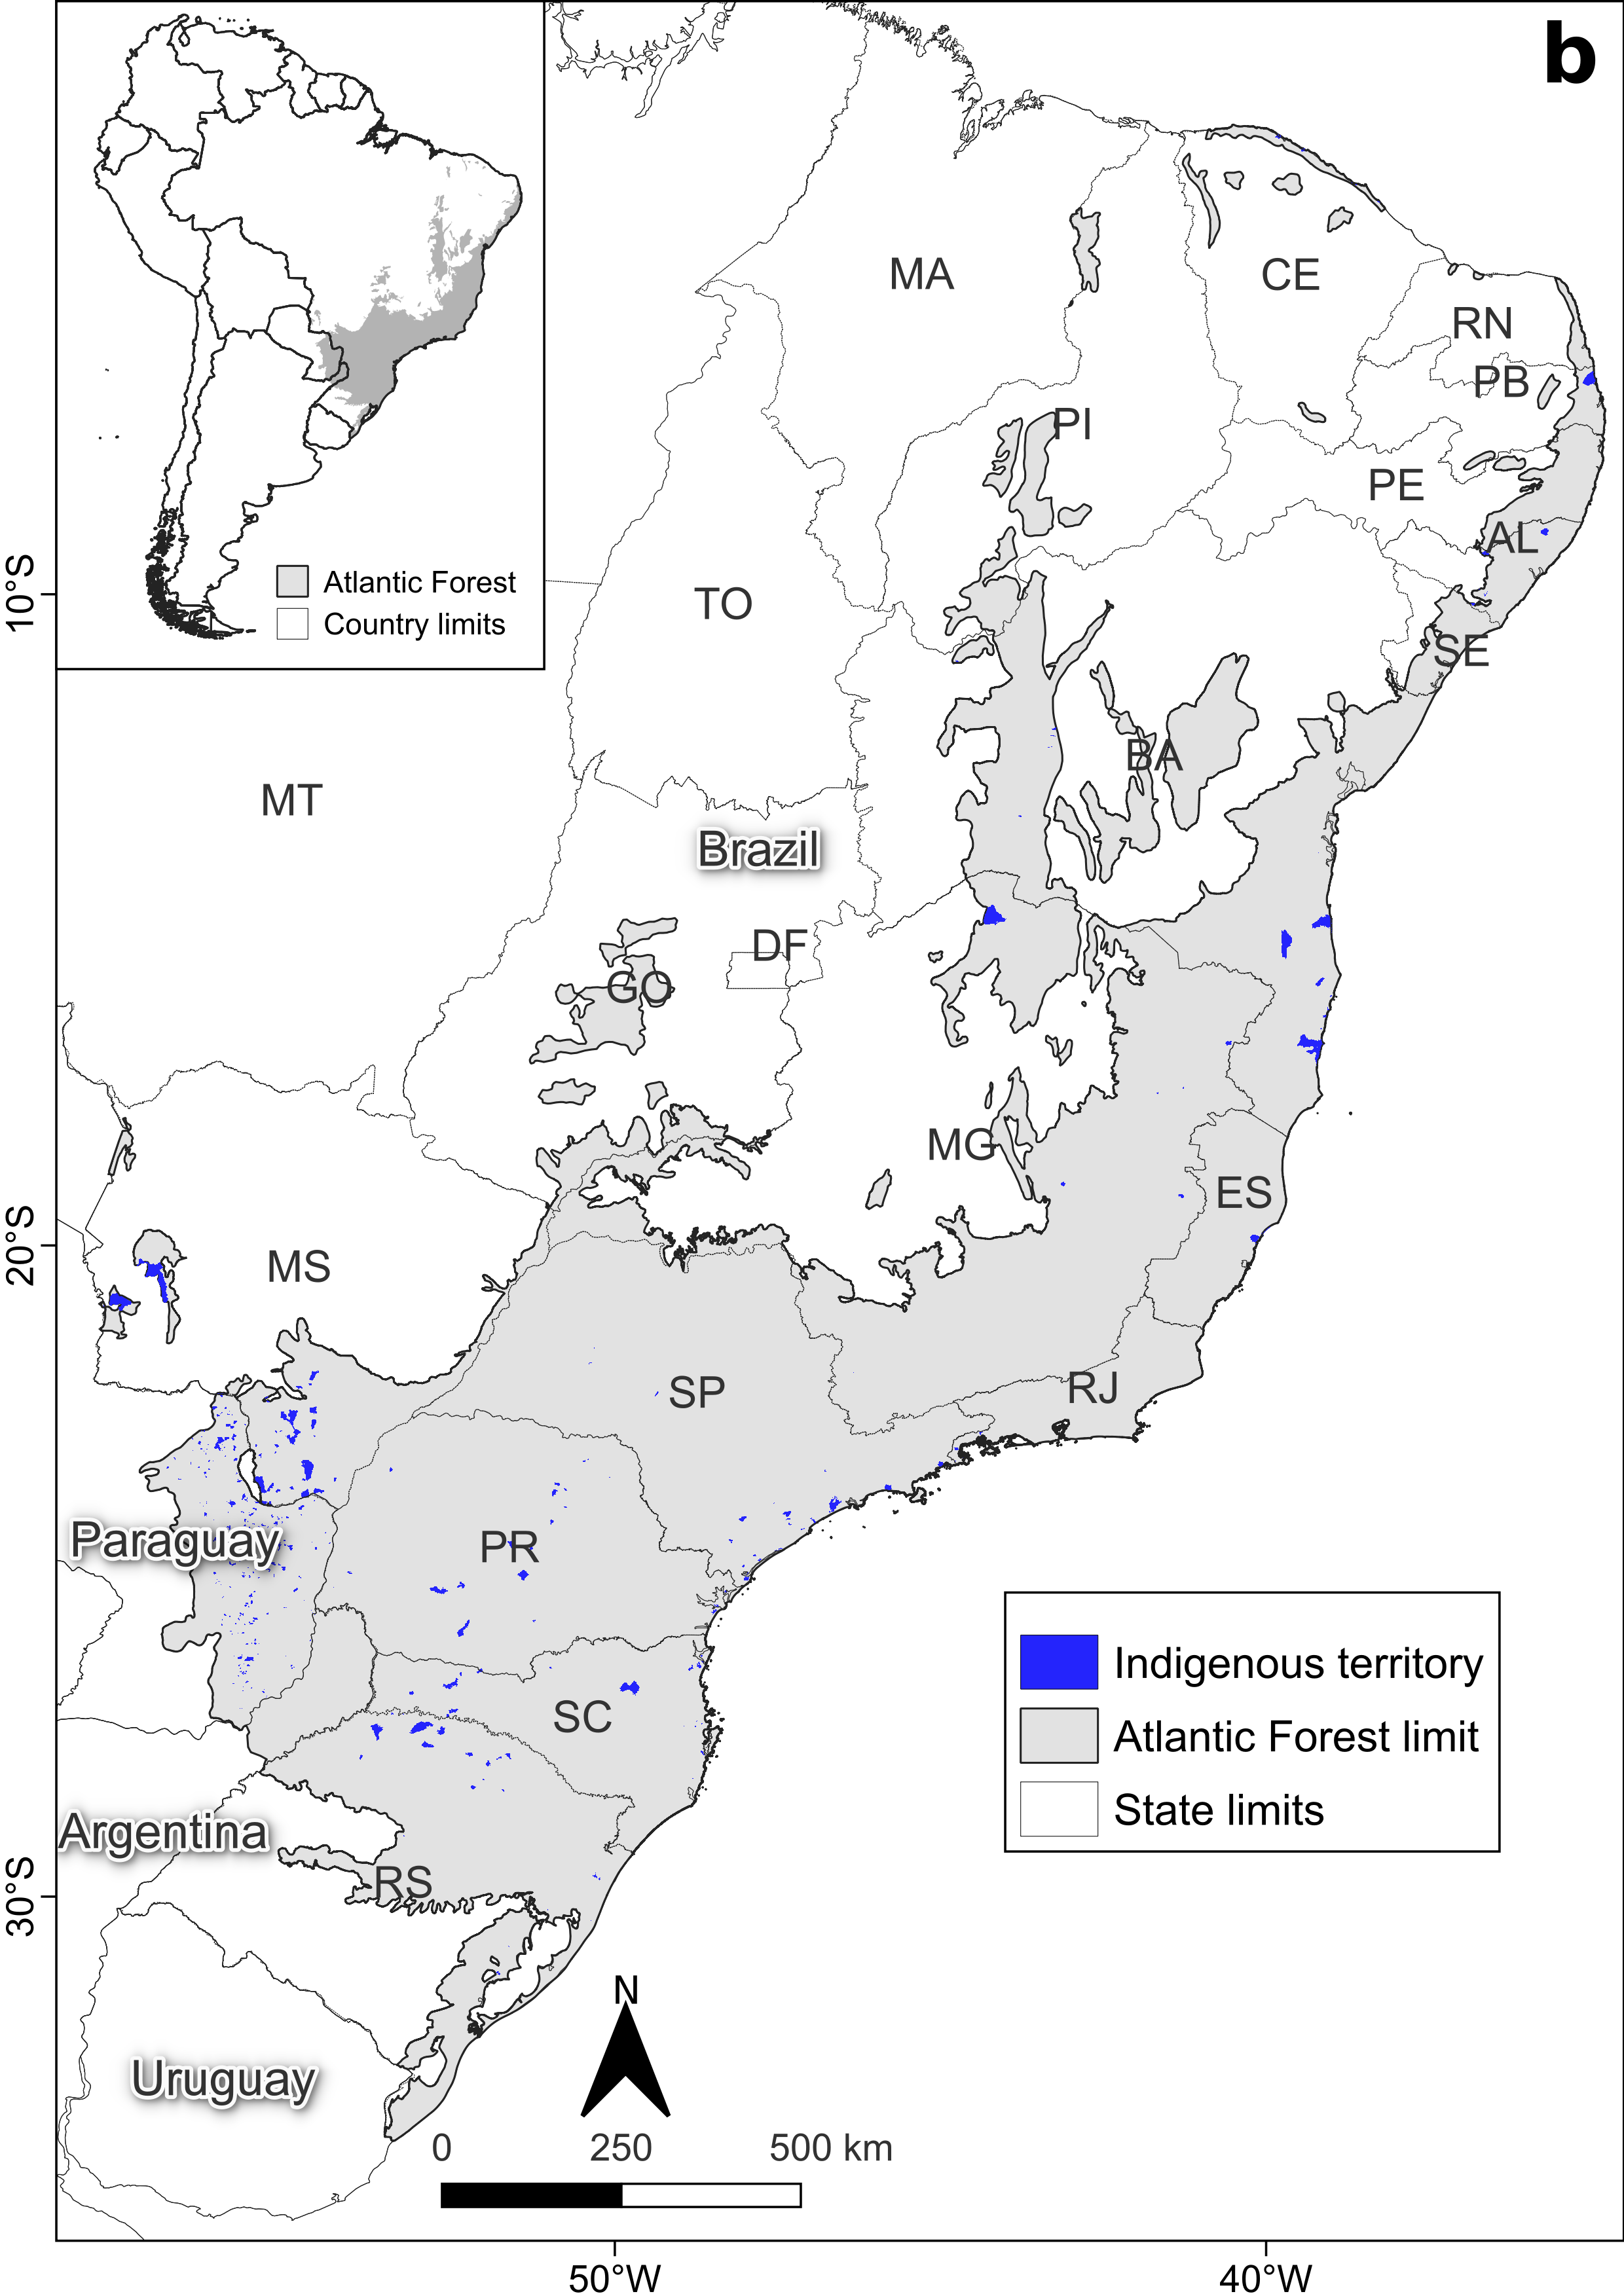 b
Atlantic Forest
Country limits
MA
CE
RN
PB
PI
PE
AL
TO
SE
BA
MT
Brazil
DF
GO
MG
ES
MS
SP
RJ
PR
Paraguay
SC
Argentina
RS
Uruguay
Indigenous territory
Atlantic Forest limit
State limits
N
0 250 500 km
10°S
20°S
30°S
50°W 40°W